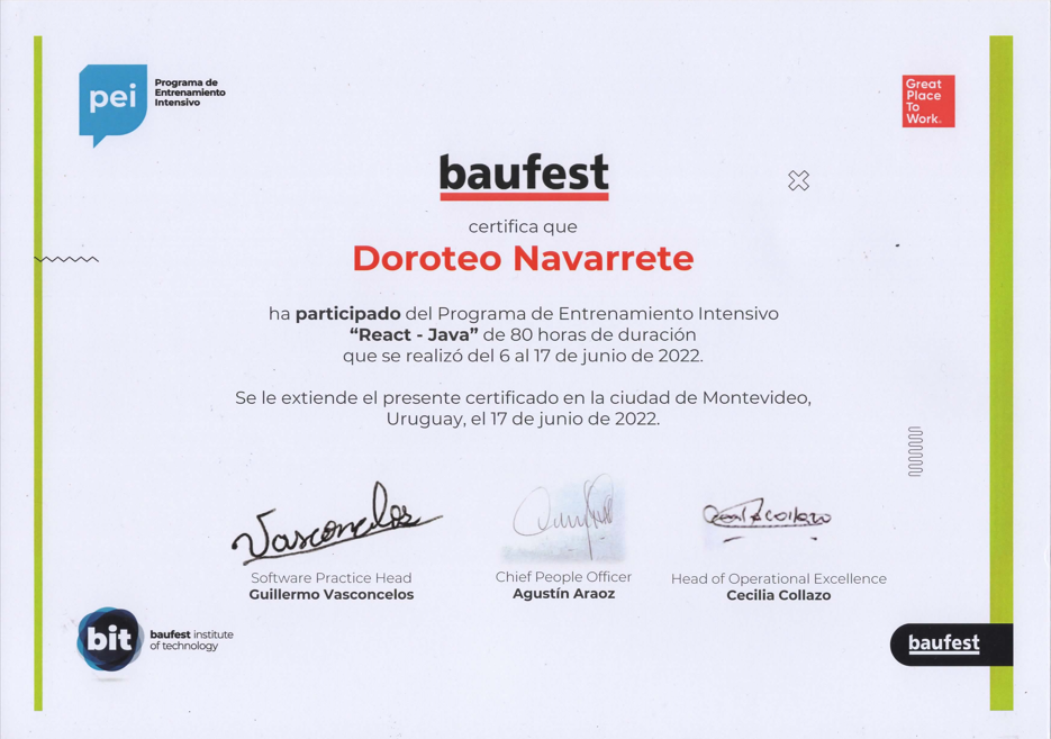 pei
Programa de
Entrenamiento
Intensivo
Great
Place
To
Work.
baufest
certifica que
Doroteo Navarrete
ha participado del Programa de Entrenamiento Intensivo
“React - Java” de 80 horas de duración
que se realizó del 6 al 17 de junio de 2022.
Se le extiende el presente certificado en la ciudad de Montevideo,
Uruguay, el 17 de junio de 2022.
Vasconcelos
Software Practice Head
Guillermo Vasconcelos
Chief People Officer
Agustín Araoz
Head of Operational Excellence
Cecilia Collazo
bit
baufest institute
of technology
baufest